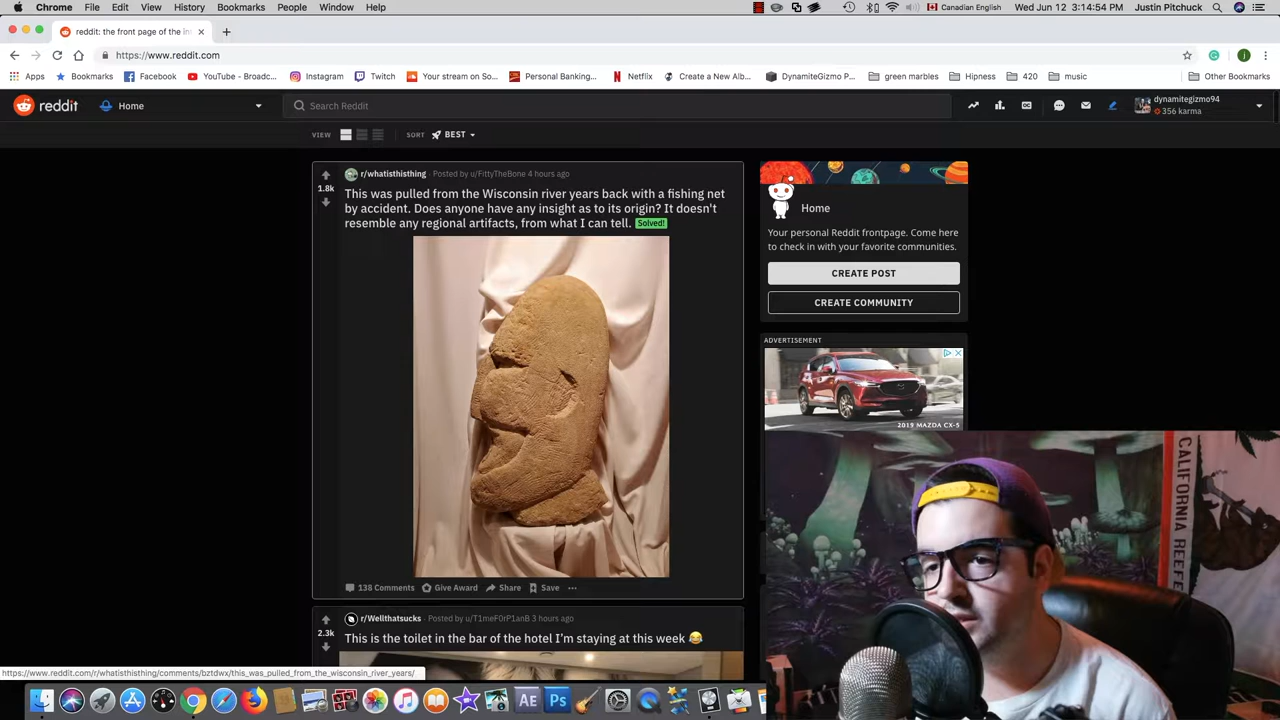 Chrome File Edit View History Bookmarks People Window Help Canadian English Wed Jun 12 3:14:54 PM Justin Pitchuck
reddit: the front page of the in
https://www.reddit.com
Apps Bookmarks Facebook YouTube - Broadc... Instagram Twitch Your stream on So... Personal Banking... Netflix Create a New Alb... DynamiteGizmo P... green marbles Hipness 420 music Other Bookmarks
reddit Home Search Reddit dynamitegizmo94
356 karma
VIEW SORT BEST
r/whatisthisthing · Posted by u/FittyTheBone 4 hours ago
1.8k
This was pulled from the Wisconsin river years back with a fishing net
by accident. Does anyone have any insight as to its origin? It doesn't
resemble any regional artifacts, from what I can tell. Solved!
138 Comments Give Award Share Save ...
r/Wellthatsucks · Posted by u/T1meF0rP1anB 3 hours ago
2.3k
This is the toilet in the bar of the hotel I'm staying at this week 😂
Home
Your personal Reddit frontpage. Come here
to check in with your favorite communities.
CREATE POST
CREATE COMMUNITY
ADVERTISEMENT
2019 MAZDA CX-5
CALIFORNIA REEFE
https://www.reddit.com/r/whatisthisthing/comments/bztdwx/this_was_pulled_from_the_wisconsin_river_years/
AE Ps